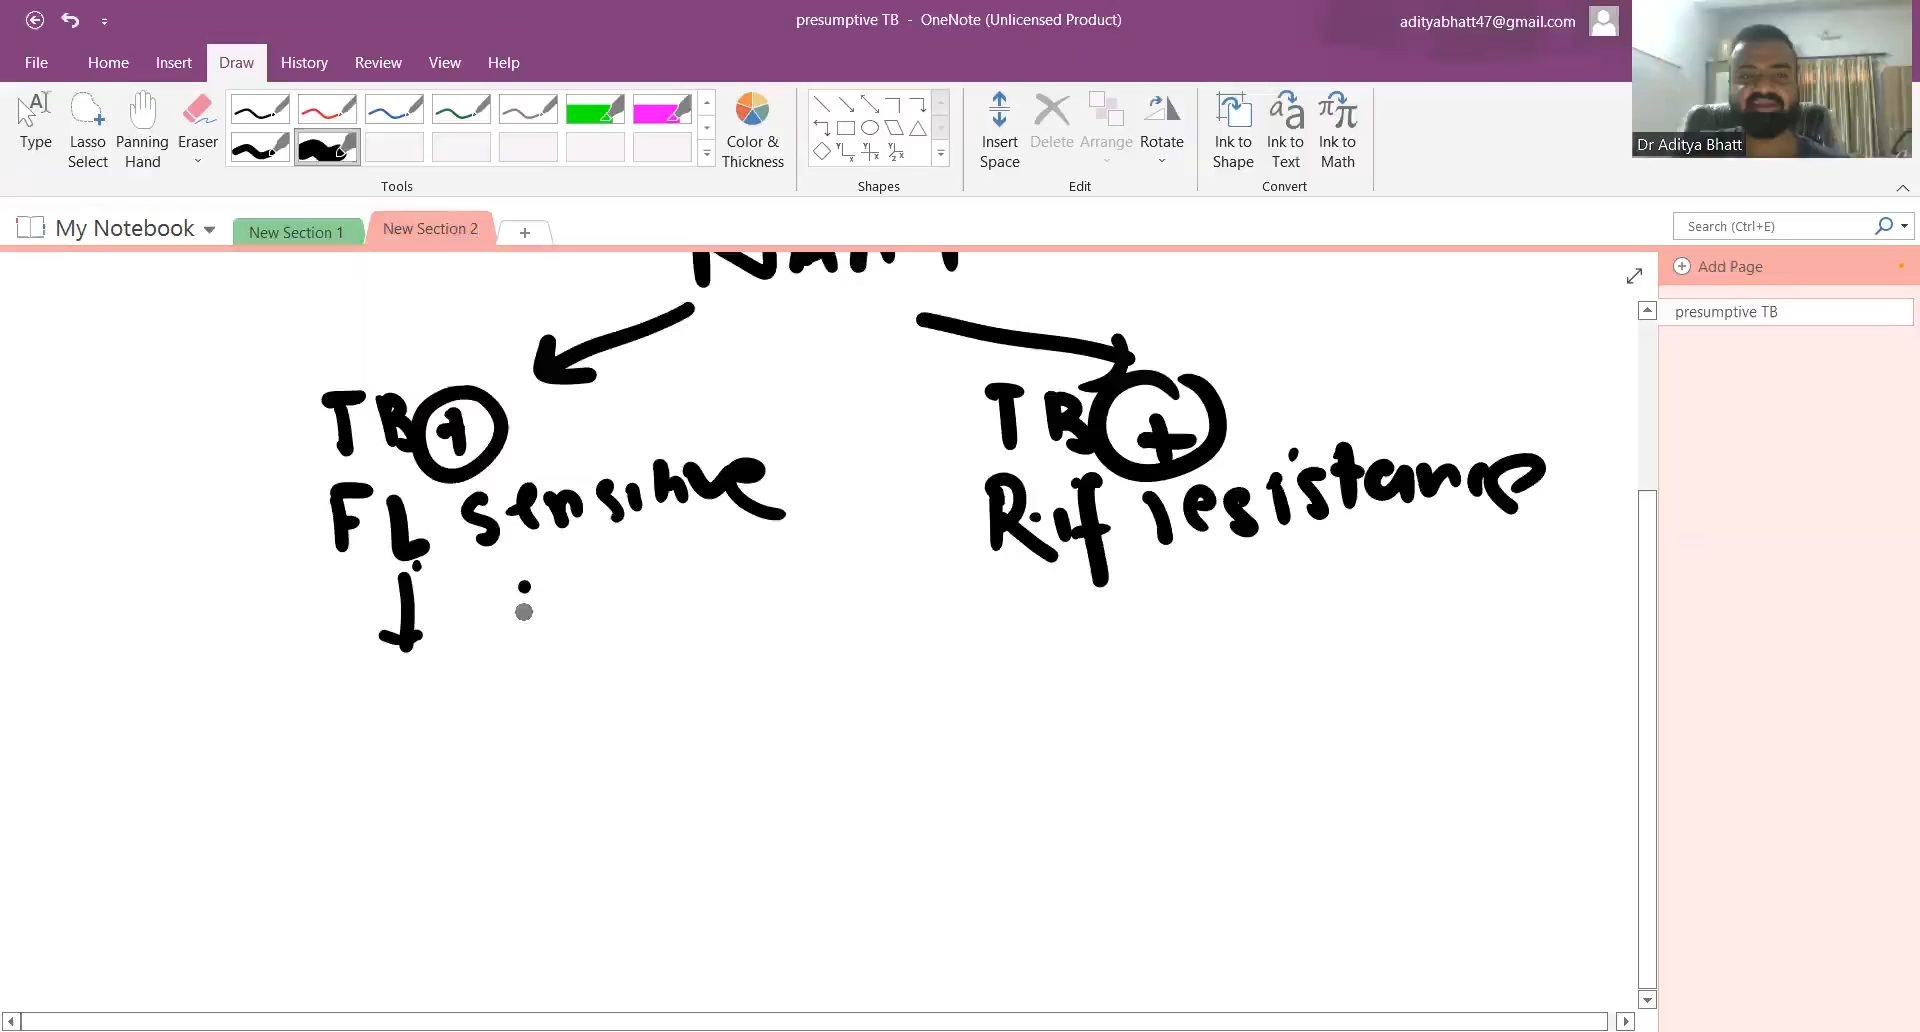 presumptive TB - OneNote (Unlicensed Product)
adityabhatt47@gmail.com
File Home Insert Draw History Review View Help
Type Lasso Select Panning Hand Eraser
Color & Thickness
Insert Space Delete Arrange Rotate
Ink to Shape Ink to Text Ink to Math
Tools Shapes Edit Convert
Dr Aditya Bhatt
My Notebook New Section 1 New Section 2
Search (Ctrl+E)
Add Page
presumptive TB
TB +
FL sensitive
TB +
Rif resistance